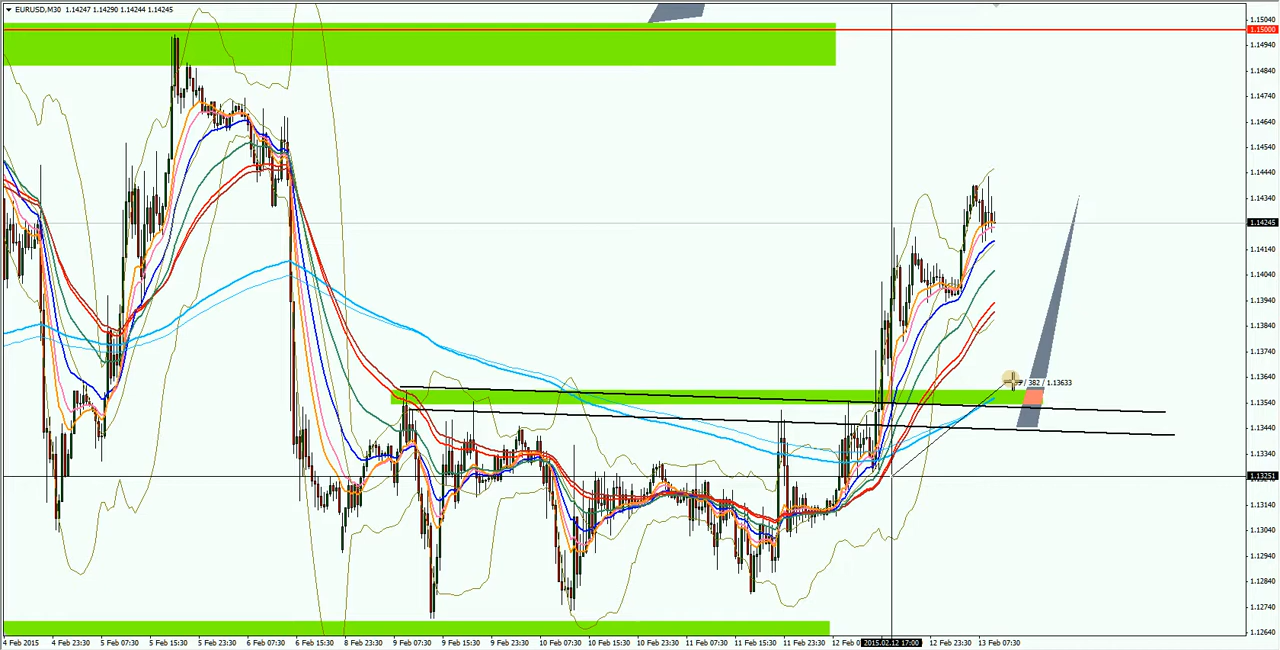 EURUSD,M30 1.14247 1.14290 1.14244 1.14245
1.15040
1.15000
1.14940
1.14840
1.14740
1.14640
1.14540
1.14440
1.14340
1.14245
1.14140
1.14040
1.13940
1.13840
1.13740
1.13640
/ 382 / 1.13633
1.13540
1.13440
1.13340
1.13251
1.13140
1.13040
1.12940
1.12840
1.12740
1.12640
4 Feb 2015
4 Feb 23:30
5 Feb 07:30
5 Feb 15:30
5 Feb 23:30
6 Feb 07:30
6 Feb 15:30
8 Feb 23:30
9 Feb 07:30
9 Feb 15:30
9 Feb 23:30
10 Feb 07:30
10 Feb 15:30
10 Feb 23:30
11 Feb 07:30
11 Feb 15:30
11 Feb 23:30
12 Feb
2015.02.12 17:00
12 Feb 23:30
13 Feb 07:30